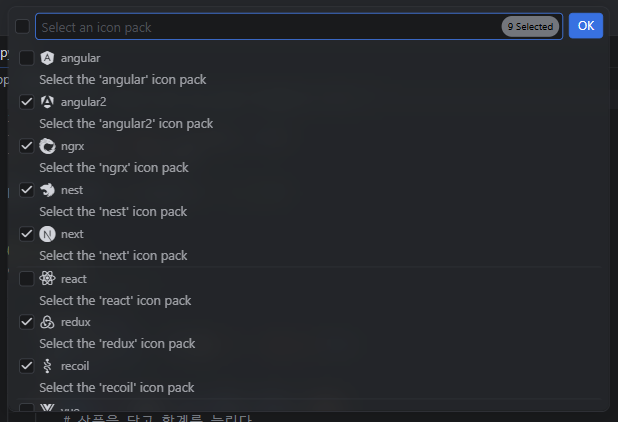 Select an icon pack
9 Selected
OK
angular
Select the 'angular' icon pack
angular2
Select the 'angular2' icon pack
ngrx
Select the 'ngrx' icon pack
nest
Select the 'nest' icon pack
next
Select the 'next' icon pack
react
Select the 'react' icon pack
redux
Select the 'redux' icon pack
recoil
Select the 'recoil' icon pack